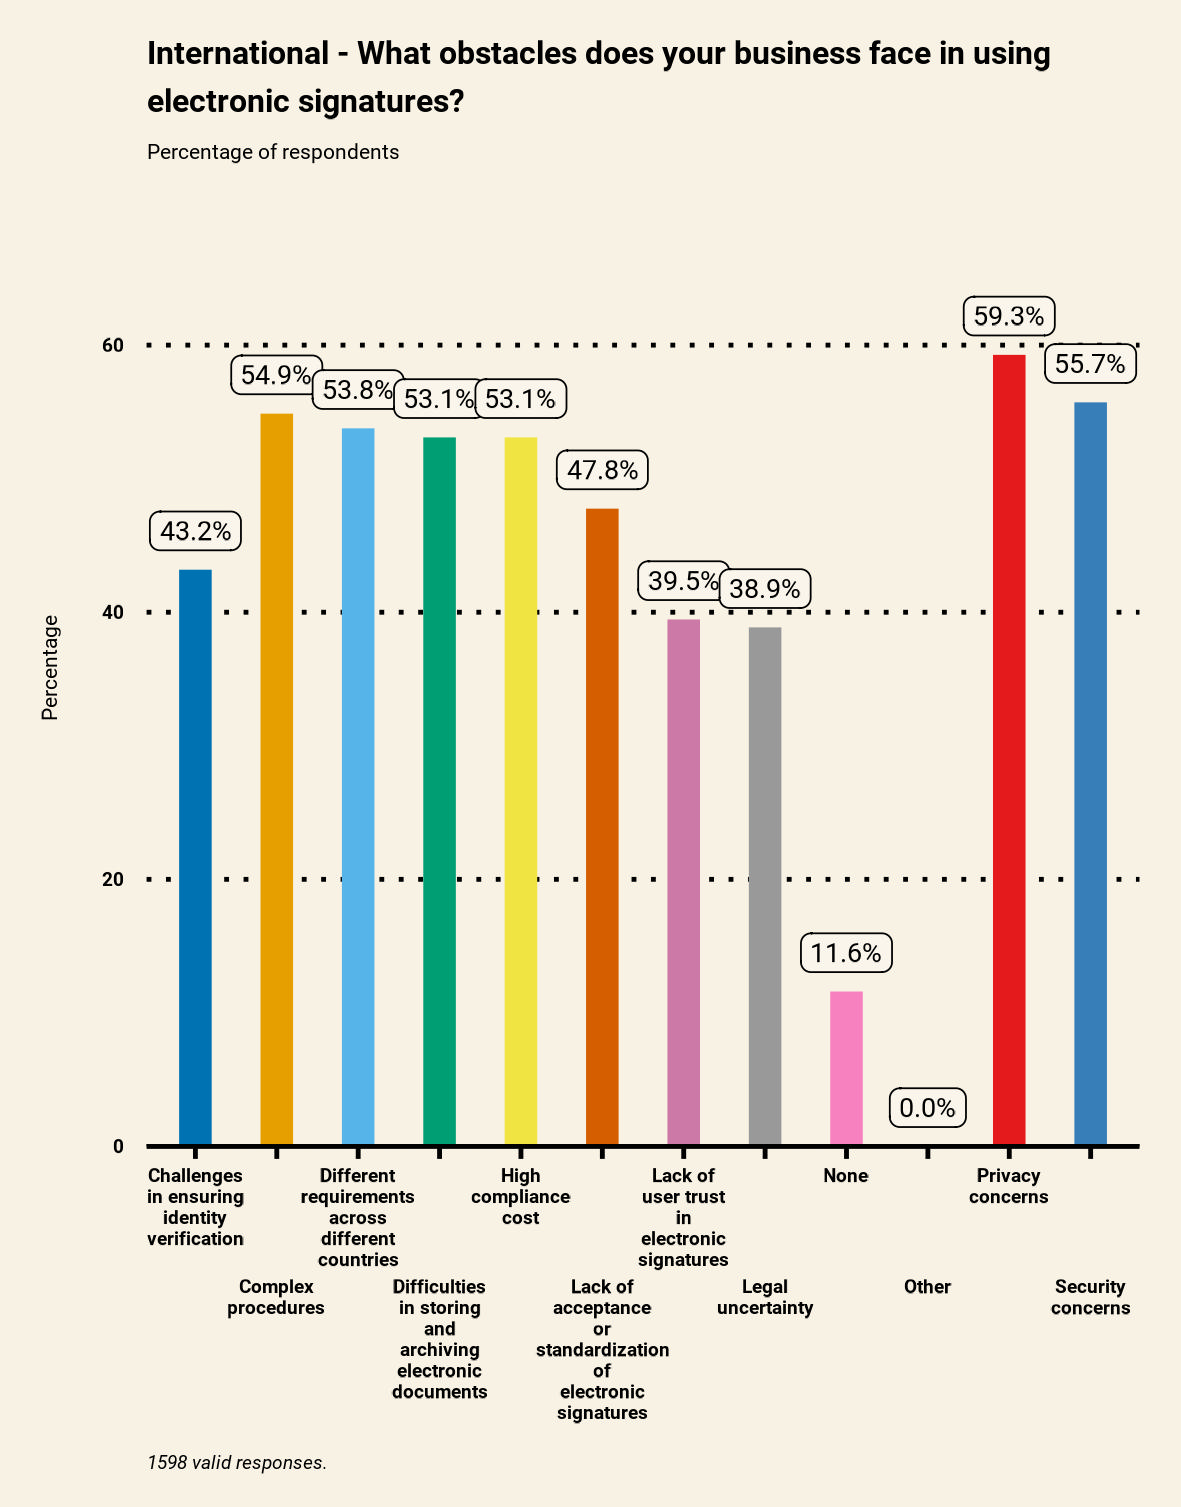 International - What obstacles does your business face in using
electronic signatures?
Percentage of respondents
59.3%
60
55.7%
54.9%
53.8%
53.1%
53.1%
47.8%
43.2%
39.5%
38.9%
40
Percentage
20
11.6%
0.0%
0
Challenges
in ensuring
identity
verification
Complex
procedures
Different
requirements
across
different
countries
Difficulties
in storing
and
archiving
electronic
documents
High
compliance
cost
Lack of
acceptance
or
standardization
of
electronic
signatures
Lack of
user trust
in
electronic
signatures
Legal
uncertainty
None
Other
Privacy
concerns
Security
concerns
1598 valid responses.